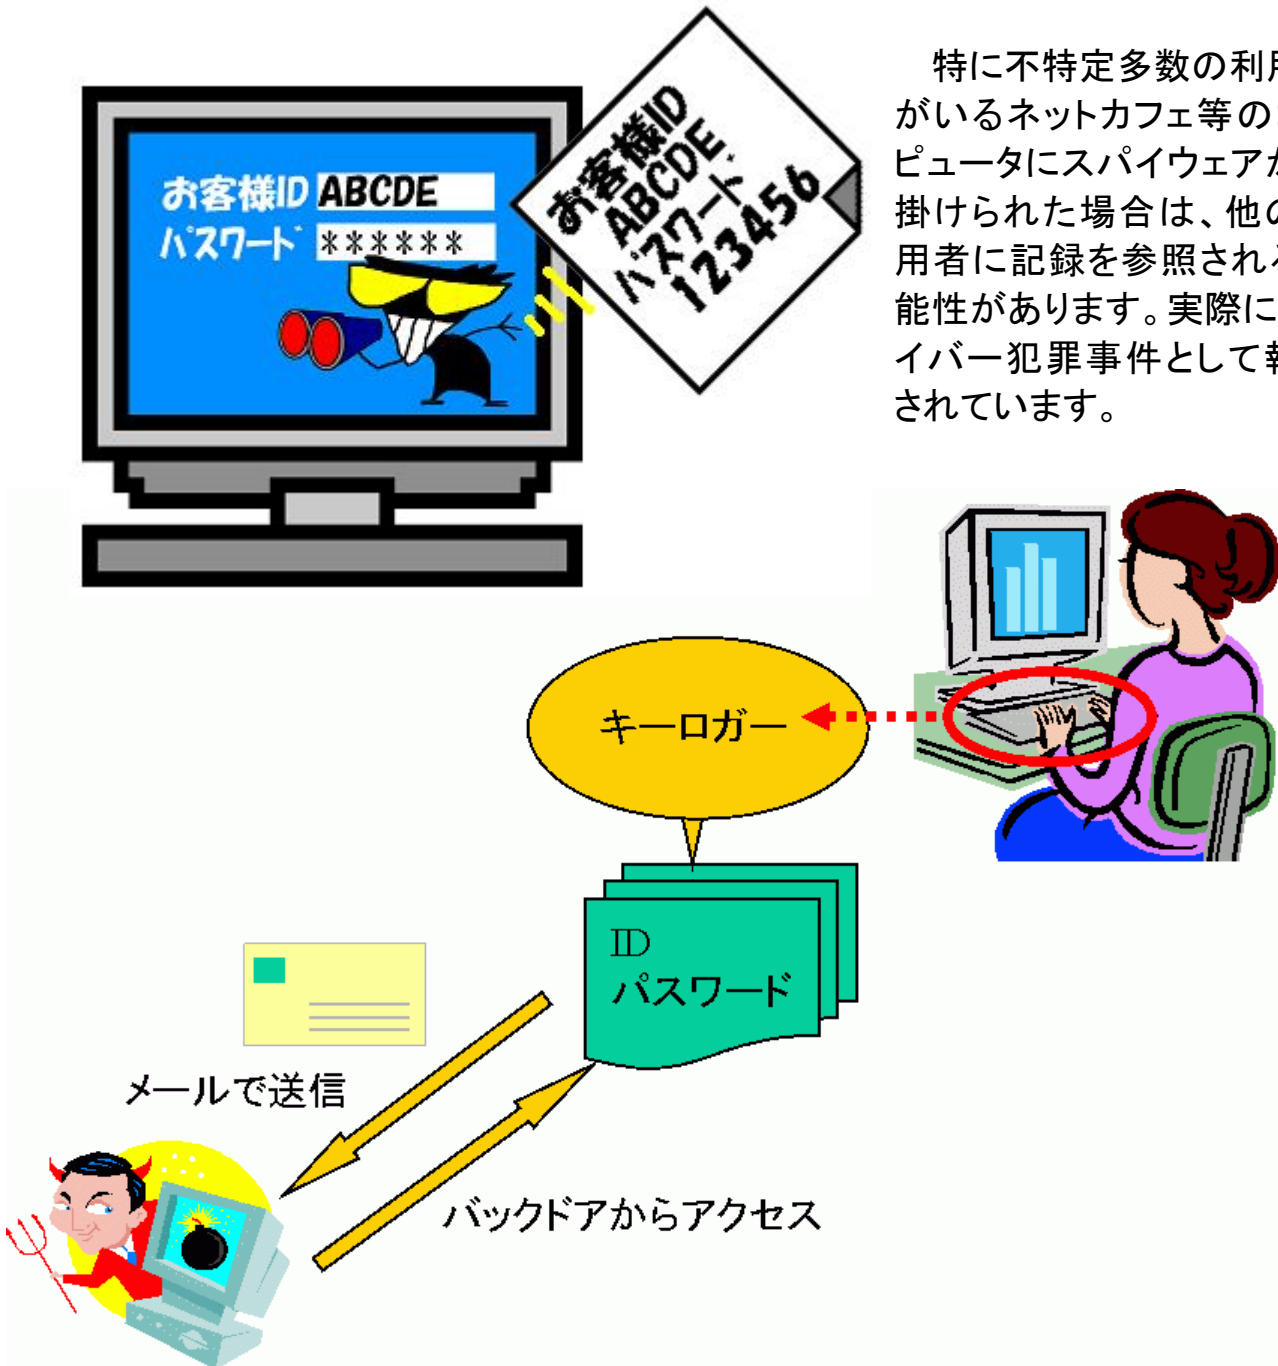 お客様ID ABCDE
パスワード ******
お客様ID
ABCDE
パスワード
123456
特に不特定多数の利用
がいるネットカフェ等の
ピュータにスパイウェアが
掛けられた場合は、他の
用者に記録を参照される
能性があります。実際に
イバー犯罪事件として報
されています。
キーロガー
ID
パスワード
メールで送信
バックドアからアクセス